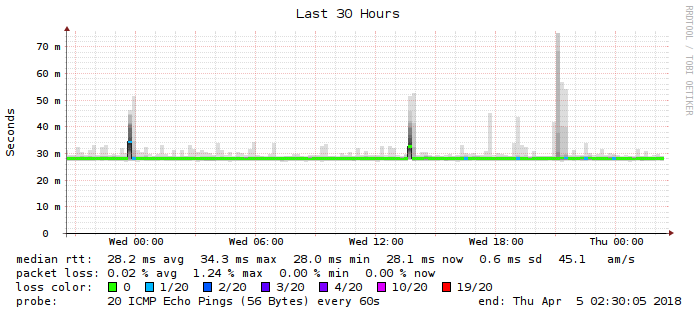 Last 30 Hours
RRDTOOL / TOBI OETIKER
Seconds
70 m
60 m
50 m
40 m
30 m
20 m
10 m
0
Wed 00:00 Wed 06:00 Wed 12:00 Wed 18:00 Thu 00:00
median rtt: 28.2 ms avg 34.3 ms max 28.0 ms min 28.1 ms now 0.6 ms sd 45.1 am/s
packet loss: 0.02 % avg 1.24 % max 0.00 % min 0.00 % now
loss color: 0 1/20 2/20 3/20 4/20 10/20 19/20
probe: 20 ICMP Echo Pings (56 Bytes) every 60s end: Thu Apr 5 02:30:05 2018